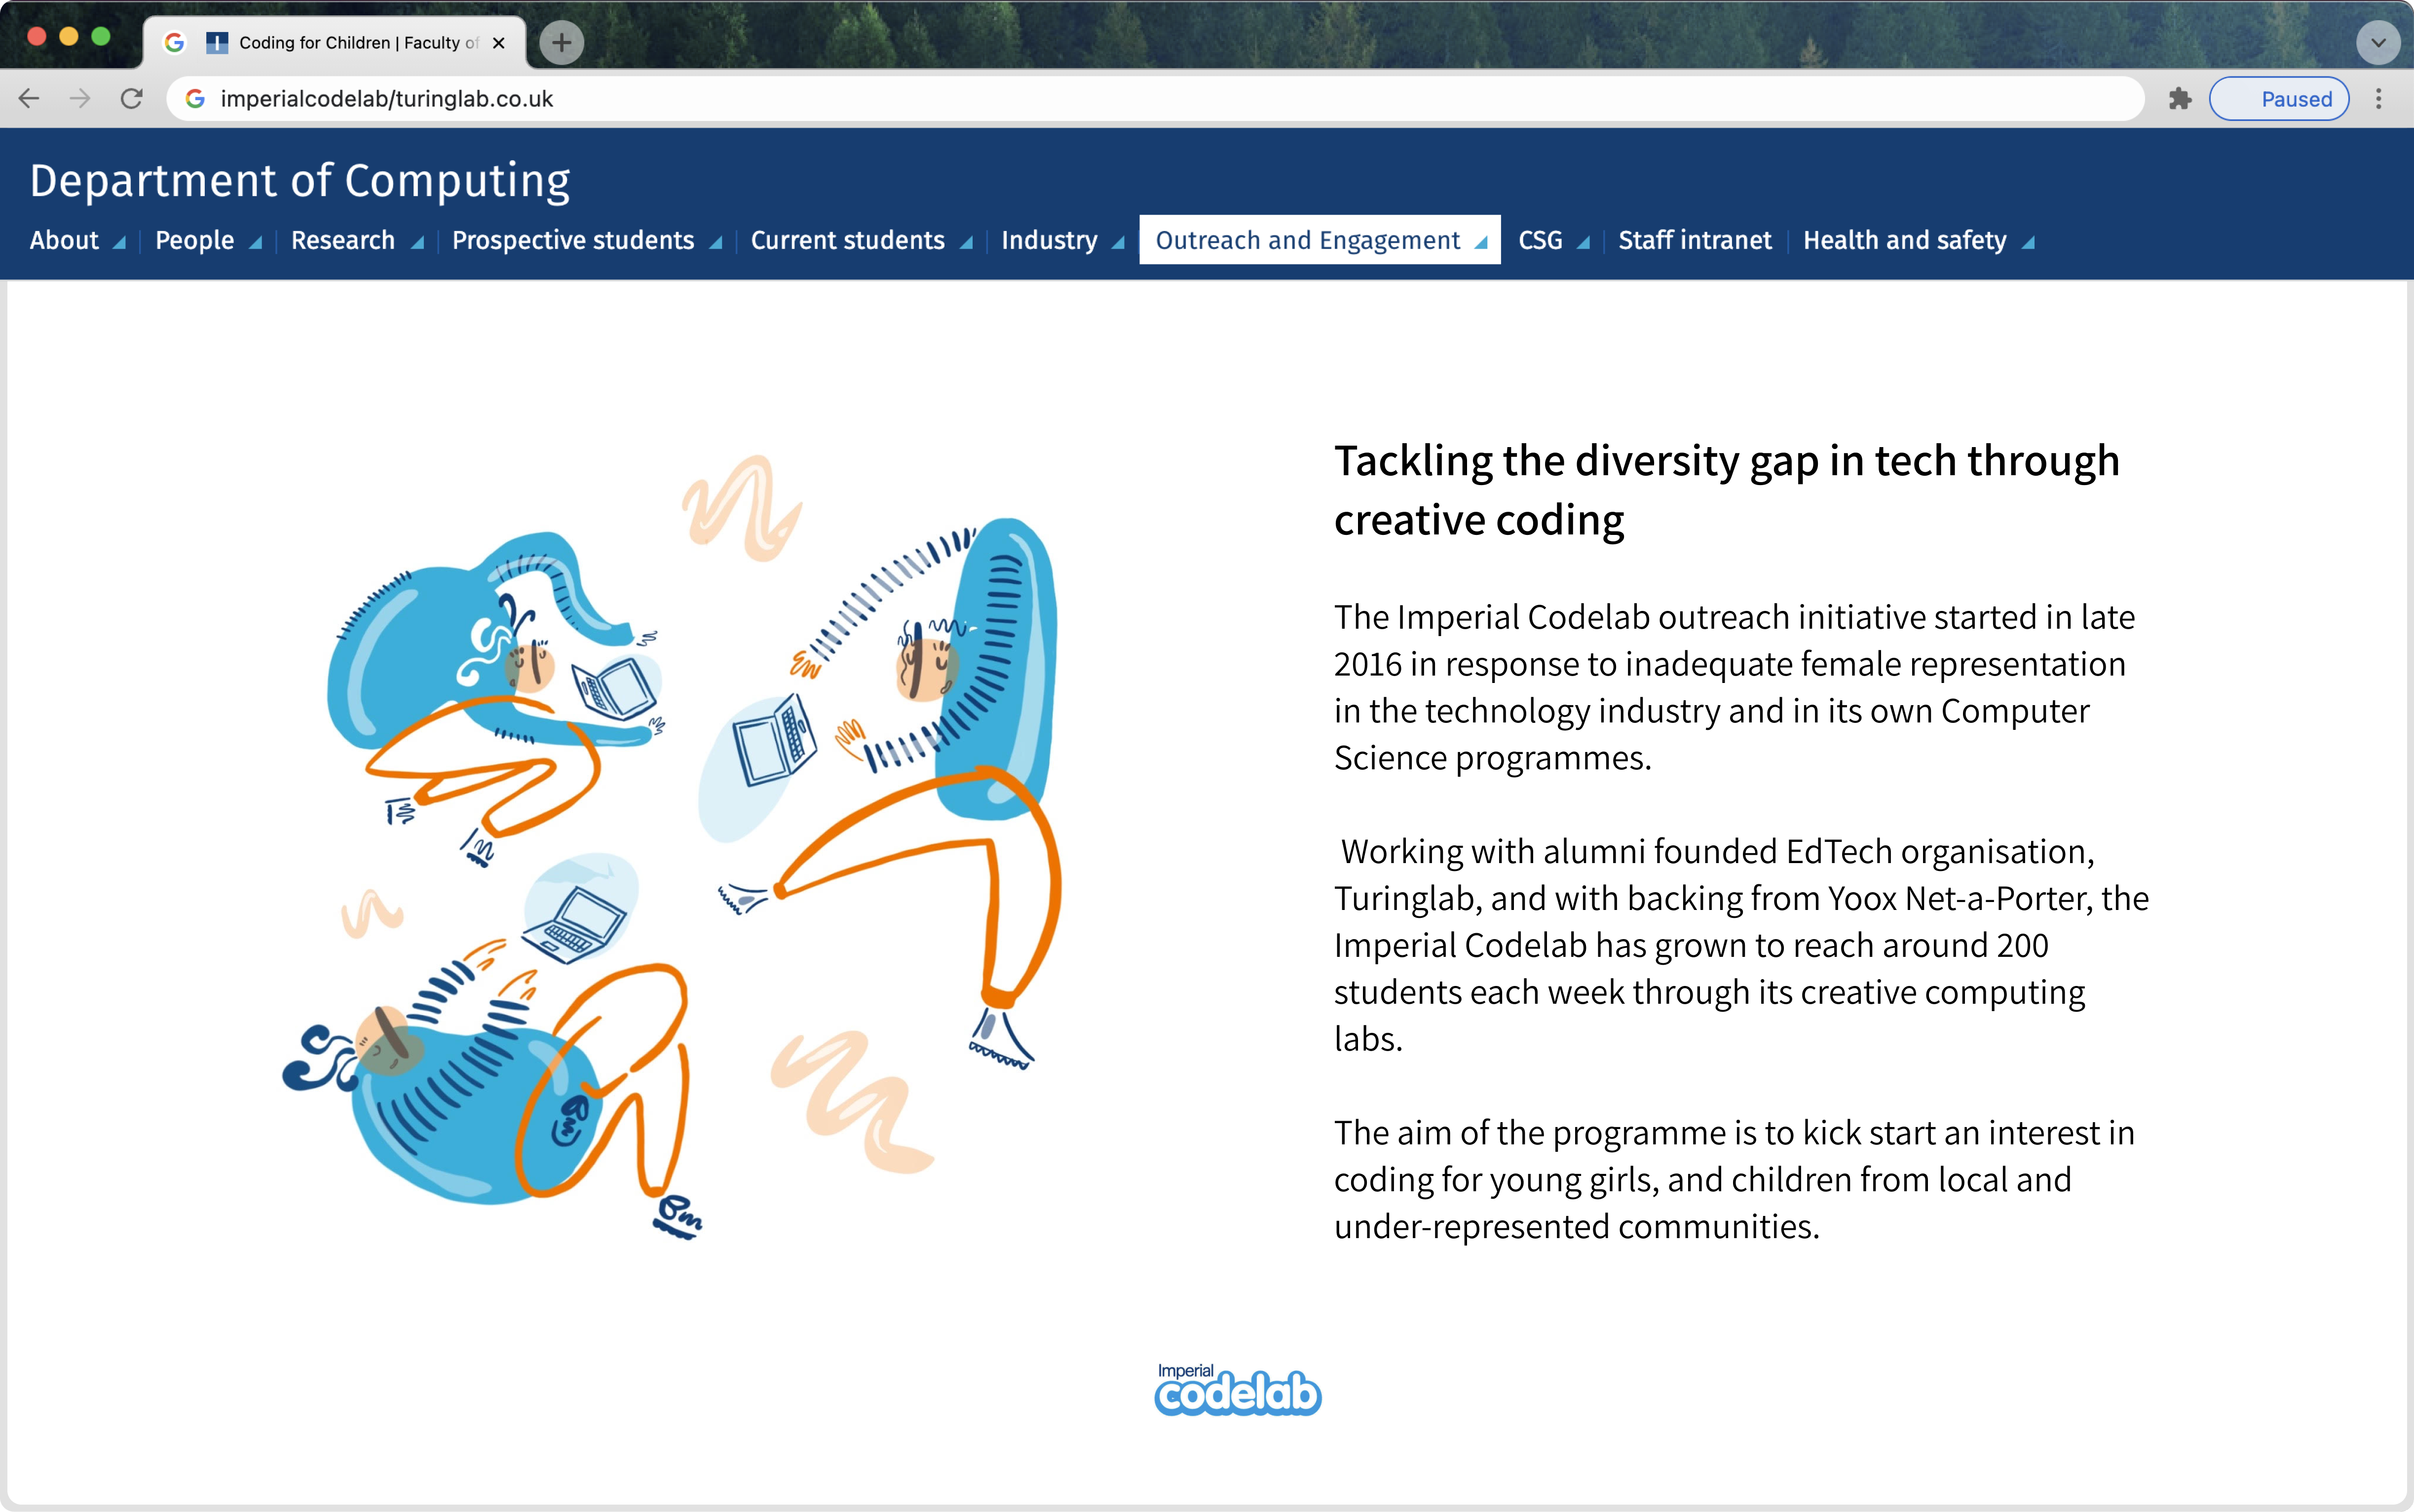 Coding for Children | Faculty of
imperialcodelab/turinglab.co.uk
Paused
Department of Computing
About People Research Prospective students Current students Industry Outreach and Engagement CSG Staff intranet Health and safety
Tackling the diversity gap in tech through
creative coding
The Imperial Codelab outreach initiative started in late
2016 in response to inadequate female representation
in the technology industry and in its own Computer
Science programmes.
Working with alumni founded EdTech organisation,
Turinglab, and with backing from Yoox Net-a-Porter, the
Imperial Codelab has grown to reach around 200
students each week through its creative computing
labs.
The aim of the programme is to kick start an interest in
coding for young girls, and children from local and
under-represented communities.
Imperial
codelab